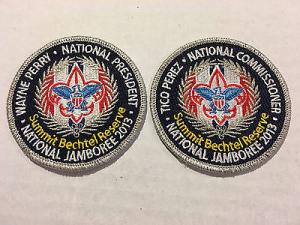 WAYNE PERRY • NATIONAL PRESIDENT
Summit Bechtel Reserve
• NATIONAL JAMBOREE 2013 •
TICO PEREZ • NATIONAL COMMISSIONER
Summit Bechtel Reserve
• NATIONAL JAMBOREE 2013 •